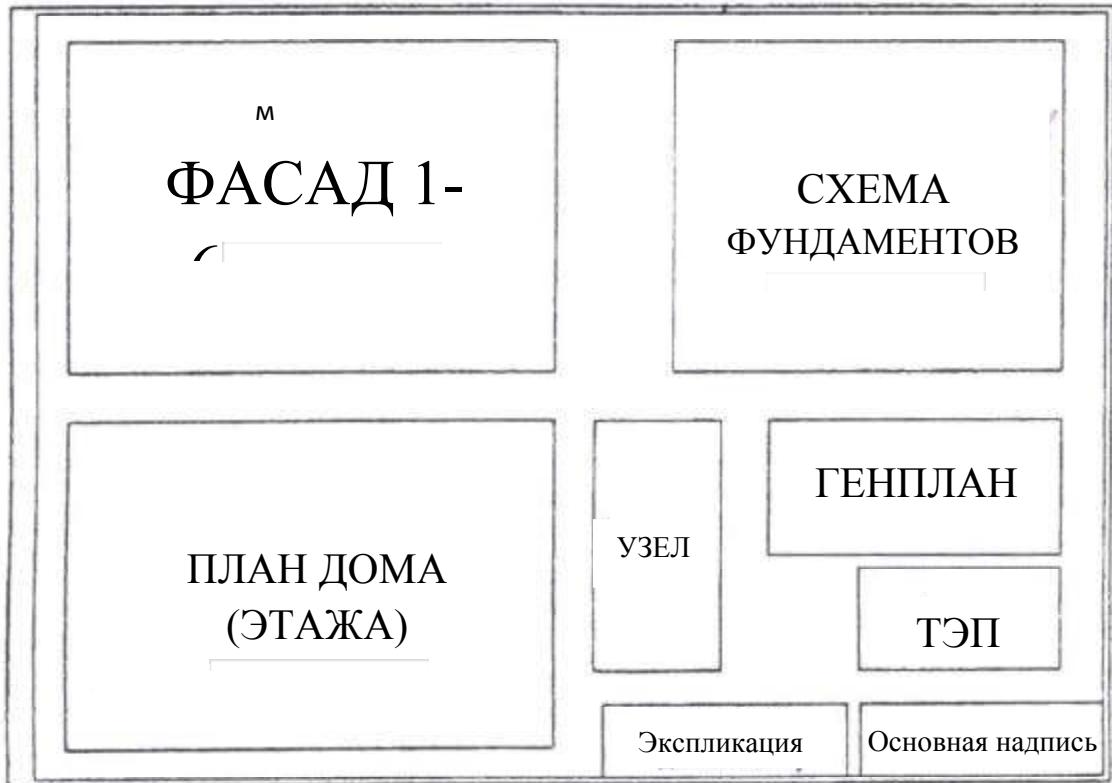 м
ФАСАД 1-
СХЕМА
ФУНДАМЕНТОВ
ПЛАН ДОМА
(ЭТАЖА)
УЗЕЛ
ГЕНПЛАН
ТЭП
Экспликация
Основная надпись